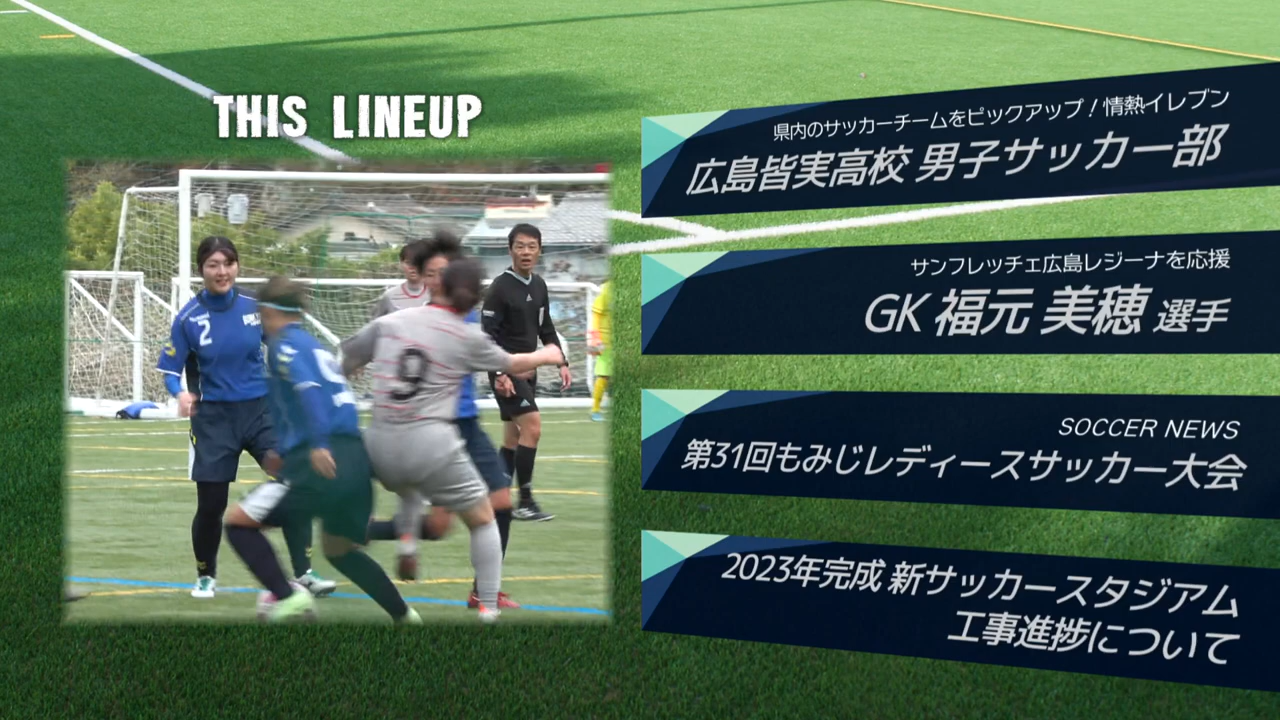 THIS LINEUP
県内のサッカーチームをピックアップ！情熱イレブン
広島皆実高校 男子サッカー部
サンフレッチェ広島レジーナを応援
GK 福元 美穂 選手
SOCCER NEWS
第31回もみじレディースサッカー大会
2023年完成 新サッカースタジアム
工事進捗について
2
9